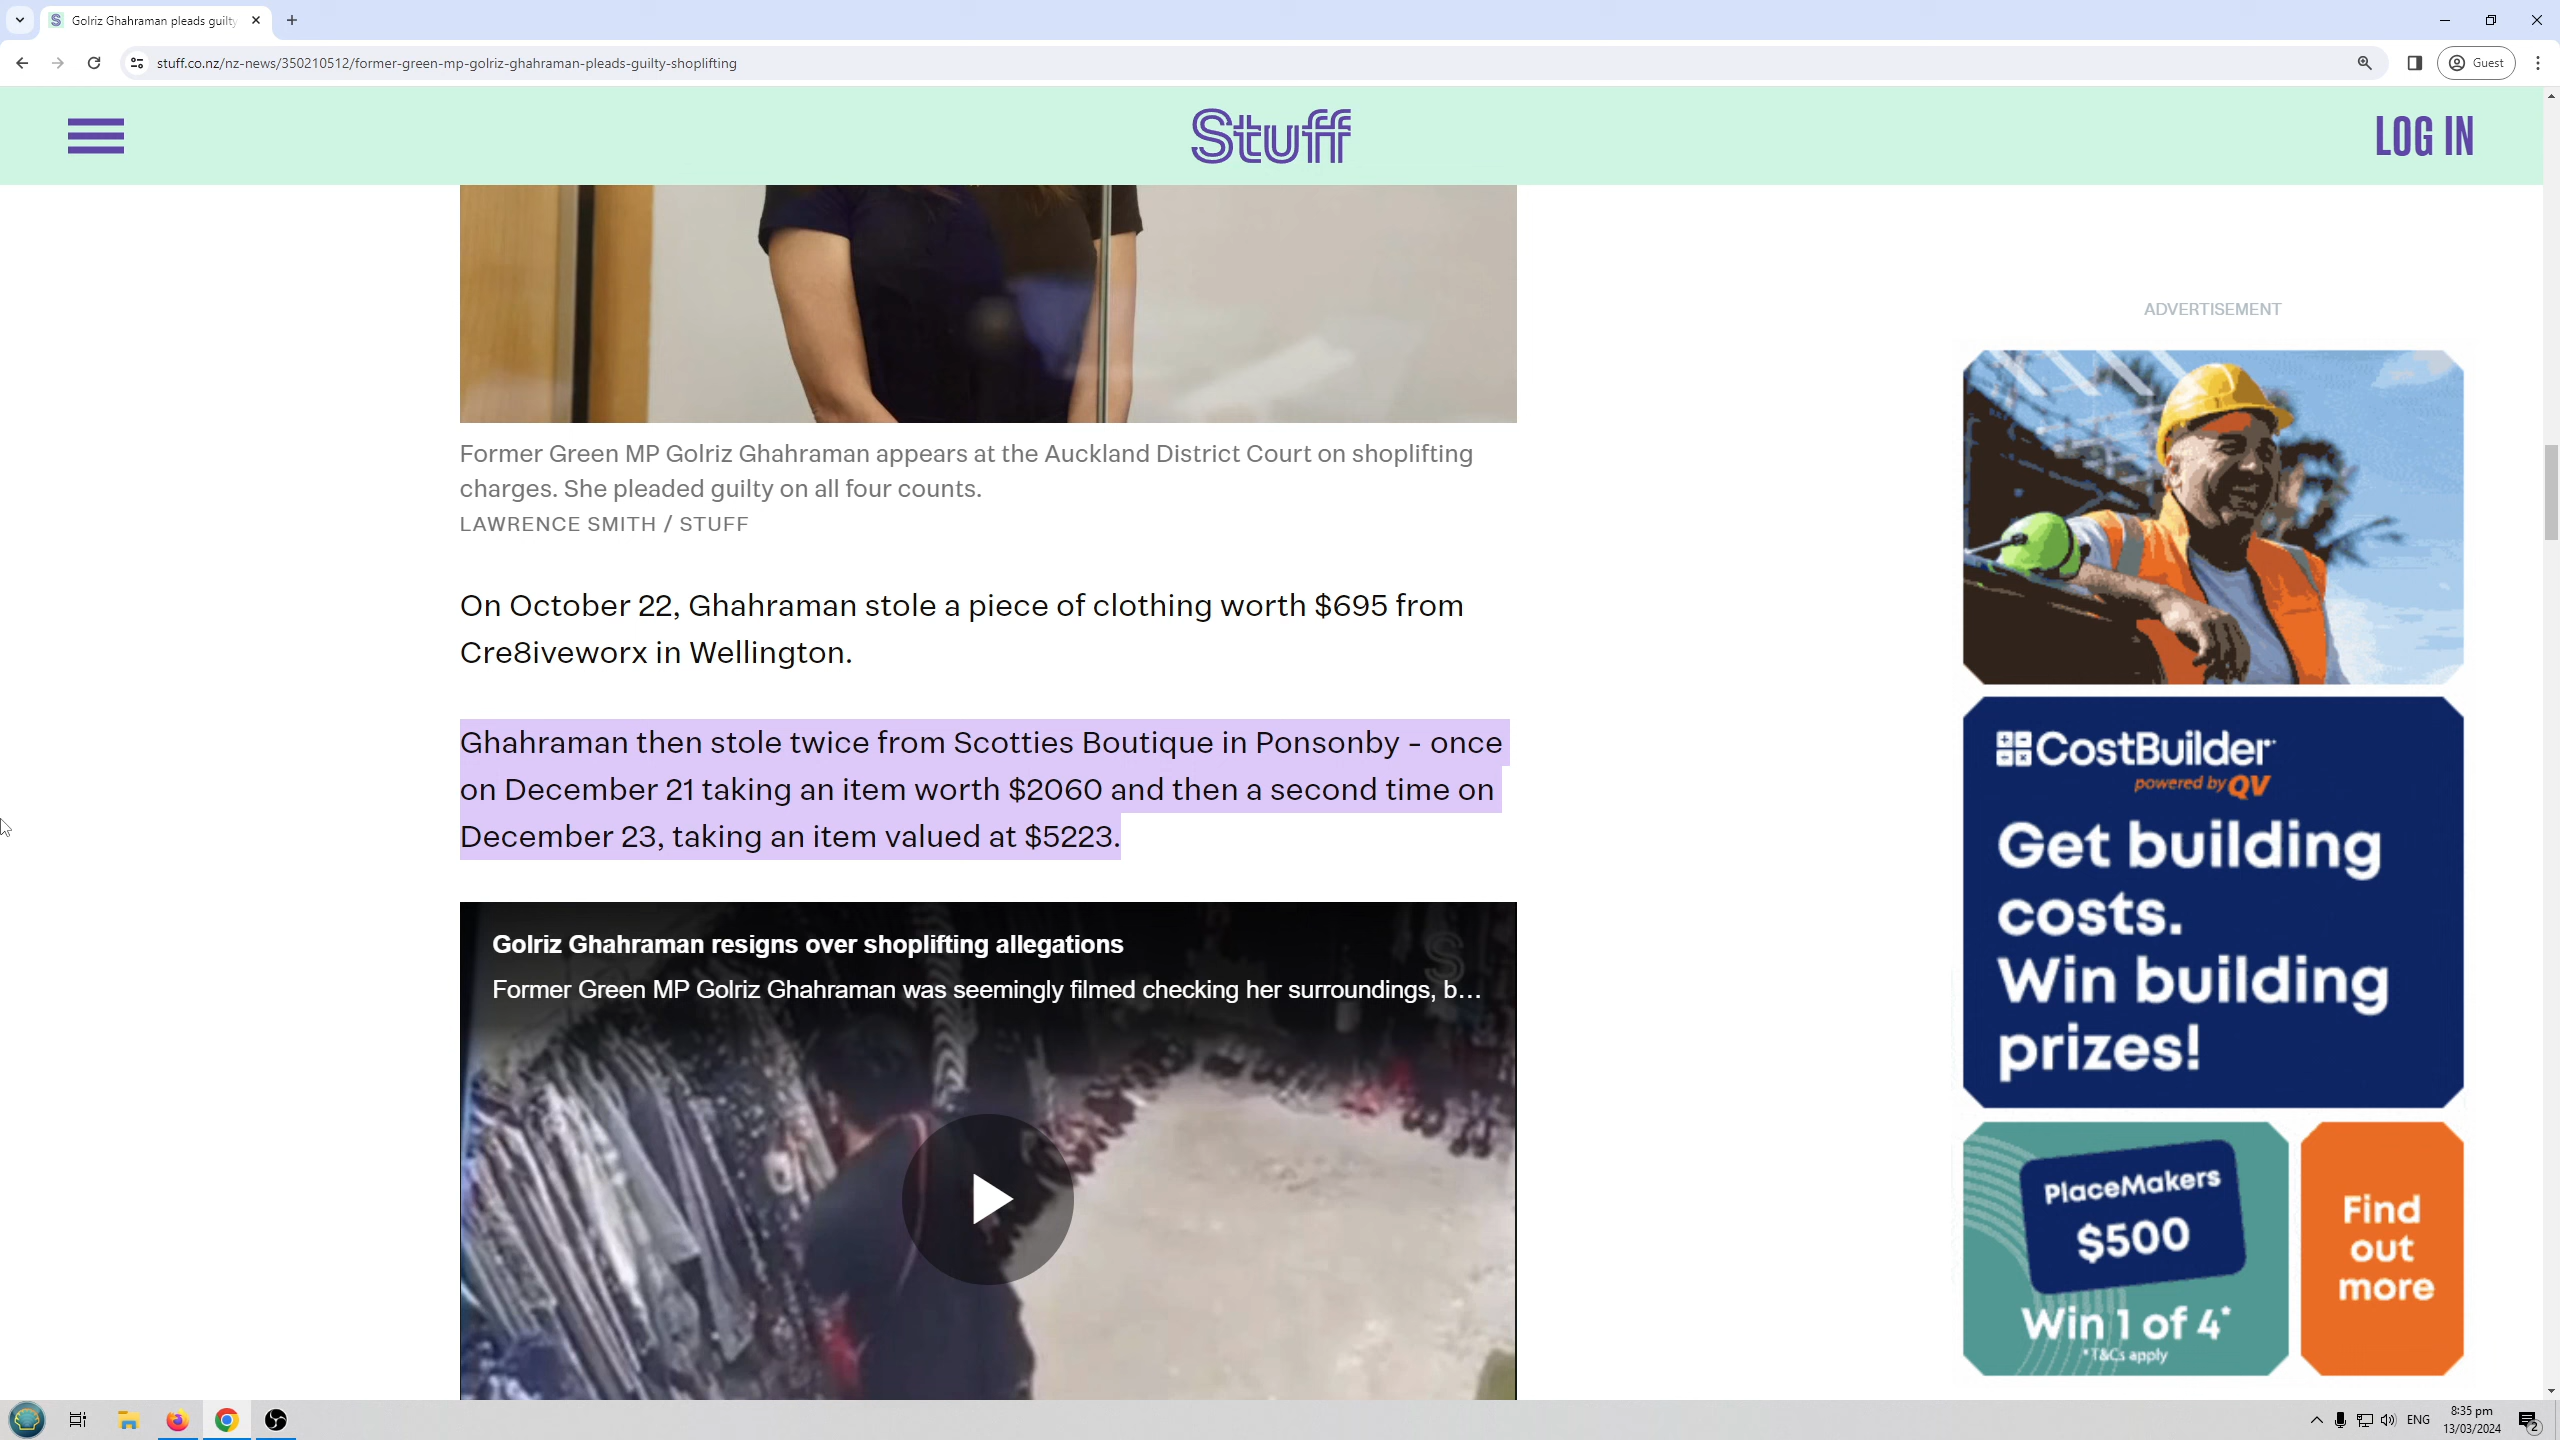 Golriz Ghahraman pleads guilty
stuff.co.nz/nz-news/350210512/former-green-mp-golriz-ghahraman-pleads-guilty-shoplifting
Guest
Stuff
LOG IN
Former Green MP Golriz Ghahraman appears at the Auckland District Court on shoplifting
charges. She pleaded guilty on all four counts.
LAWRENCE SMITH / STUFF
On October 22, Ghahraman stole a piece of clothing worth $695 from
Cre8iveworx in Wellington.
Ghahraman then stole twice from Scotties Boutique in Ponsonby - once
on December 21 taking an item worth $2060 and then a second time on
December 23, taking an item valued at $5223.
Golriz Ghahraman resigns over shoplifting allegations
Former Green MP Golriz Ghahraman was seemingly filmed checking her surroundings, b...
ADVERTISEMENT
CostBuilder
powered by QV
Get building
costs.
Win building
prizes!
PlaceMakers
$500
Win 1 of 4*
*T&Cs apply
Find
out
more
ENG
8:35 pm
13/03/2024
2